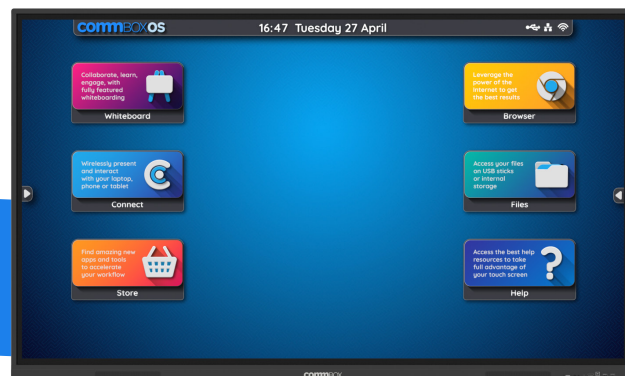 commBOXOS
16:47 Tuesday 27 April
Collaborate, learn,
engage, with
fully featured
whiteboarding
Whiteboard
Leverage the
power of the
internet to get
the best results
Browser
Wirelessly present
and interact
with your laptop,
phone or tablet
Connect
Access your files
on USB sticks
or internal
storage
Files
Find amazing new
apps and tools
to accelerate
your workflow
Store
Access the best help
resources to take
full advantage of
your touch screen
Help
commBOX